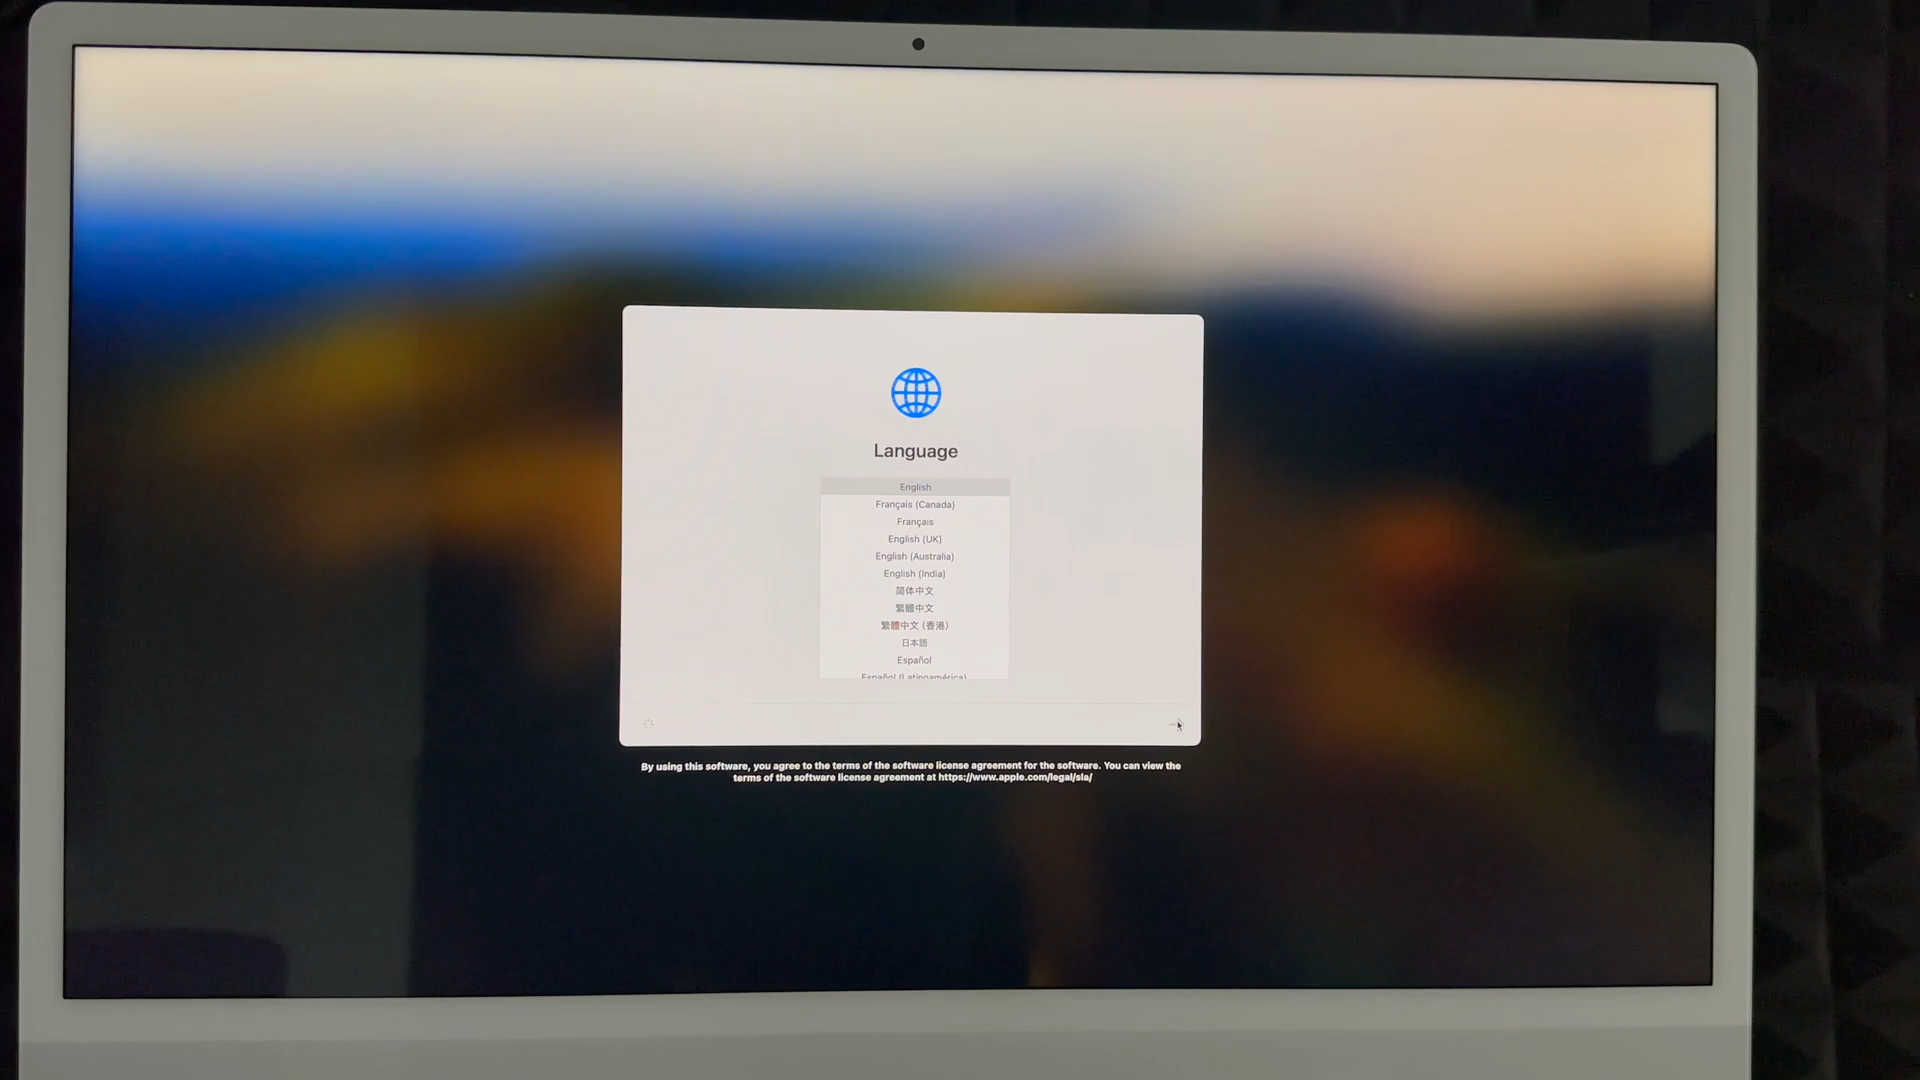 Language
English
Français (Canada)
Français
English (UK)
English (Australia)
English (India)
简体中文
繁體中文
繁體中文 (香港)
日本語
Español
Español (Latinoamérica)
By using this software, you agree to the terms of the software license agreement for the software. You can view the
terms of the software license agreement at https://www.apple.com/legal/sla/